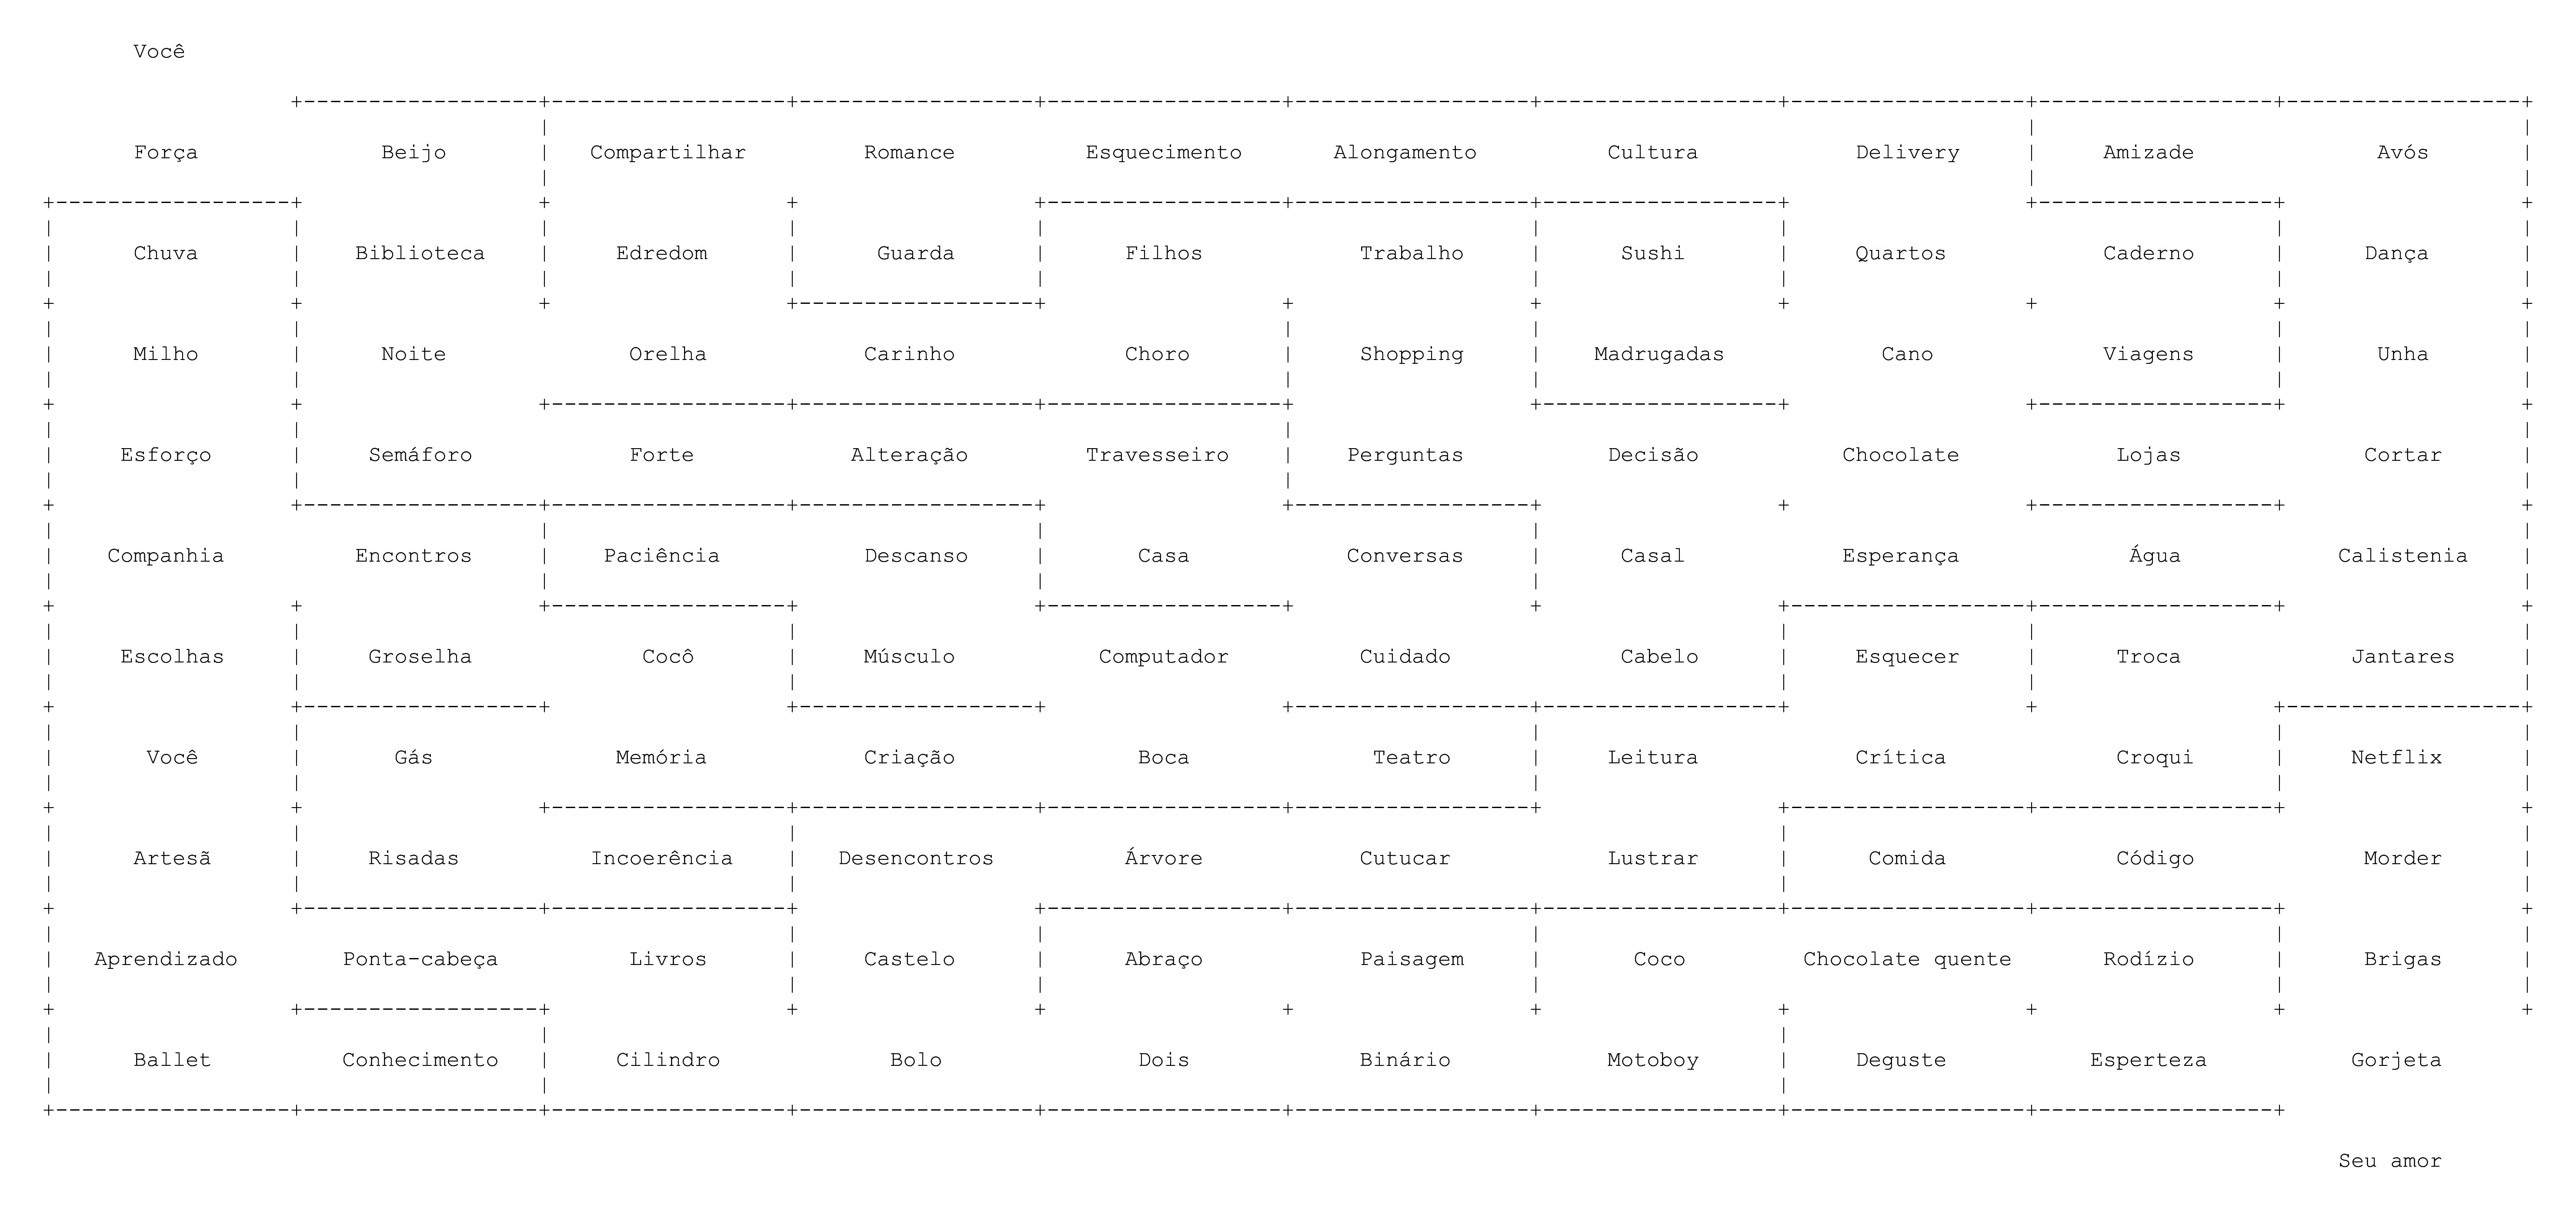 Você
Força Beijo Compartilhar Romance Esquecimento Alongamento Cultura Delivery Amizade Avós
Chuva Biblioteca Edredom Guarda Filhos Trabalho Sushi Quartos Caderno Dança
Milho Noite Orelha Carinho Choro Shopping Madrugadas Cano Viagens Unha
Esforço Semáforo Forte Alteração Travesseiro Perguntas Decisão Chocolate Lojas Cortar
Companhia Encontros Paciência Descanso Casa Conversas Casal Esperança Água Calistenia
Escolhas Groselha Cocô Músculo Computador Cuidado Cabelo Esquecer Troca Jantares
Você Gás Memória Criação Boca Teatro Leitura Crítica Croqui Netflix
Artesã Risadas Incoerência Desencontros Árvore Cutucar Lustrar Comida Código Morder
Aprendizado Ponta-cabeça Livros Castelo Abraço Paisagem Coco Chocolate quente Rodízio Brigas
Ballet Conhecimento Cilindro Bolo Dois Binário Motoboy Deguste Esperteza Gorjeta
Seu amor